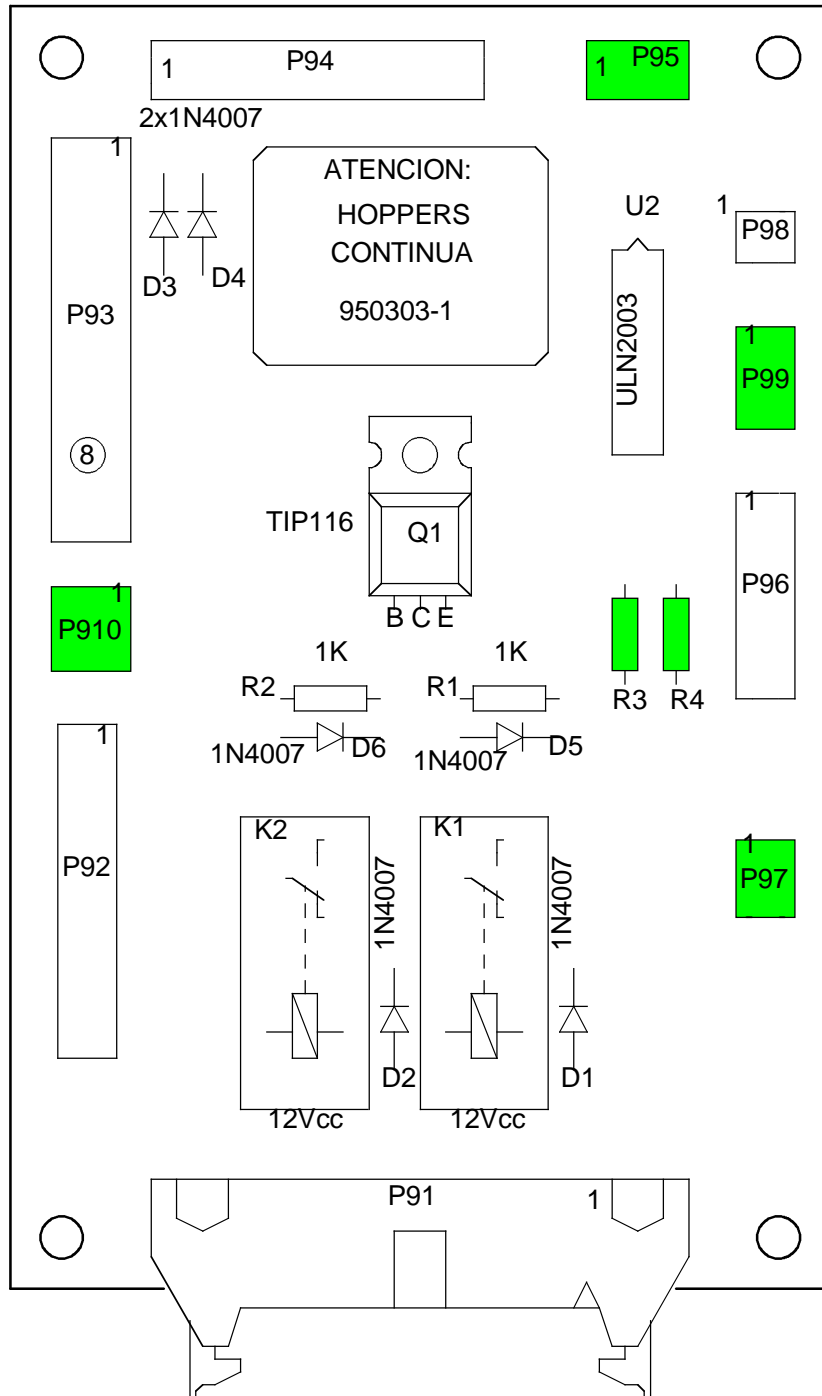 1 P94
1 P95
2x1N4007
1
ATENCION:
HOPPERS
CONTINUA
950303-1
U2
1
P98
D3
D4
P93
8
ULN2003
1
P99
TIP116
Q1
B C E
1
P96
1
P910
1K
1K
R2
R1
R3
R4
1N4007
D6
1N4007
D5
1
P92
K2
K1
1N4007
1N4007
1
P97
D2
D1
12Vcc
12Vcc
P91
1